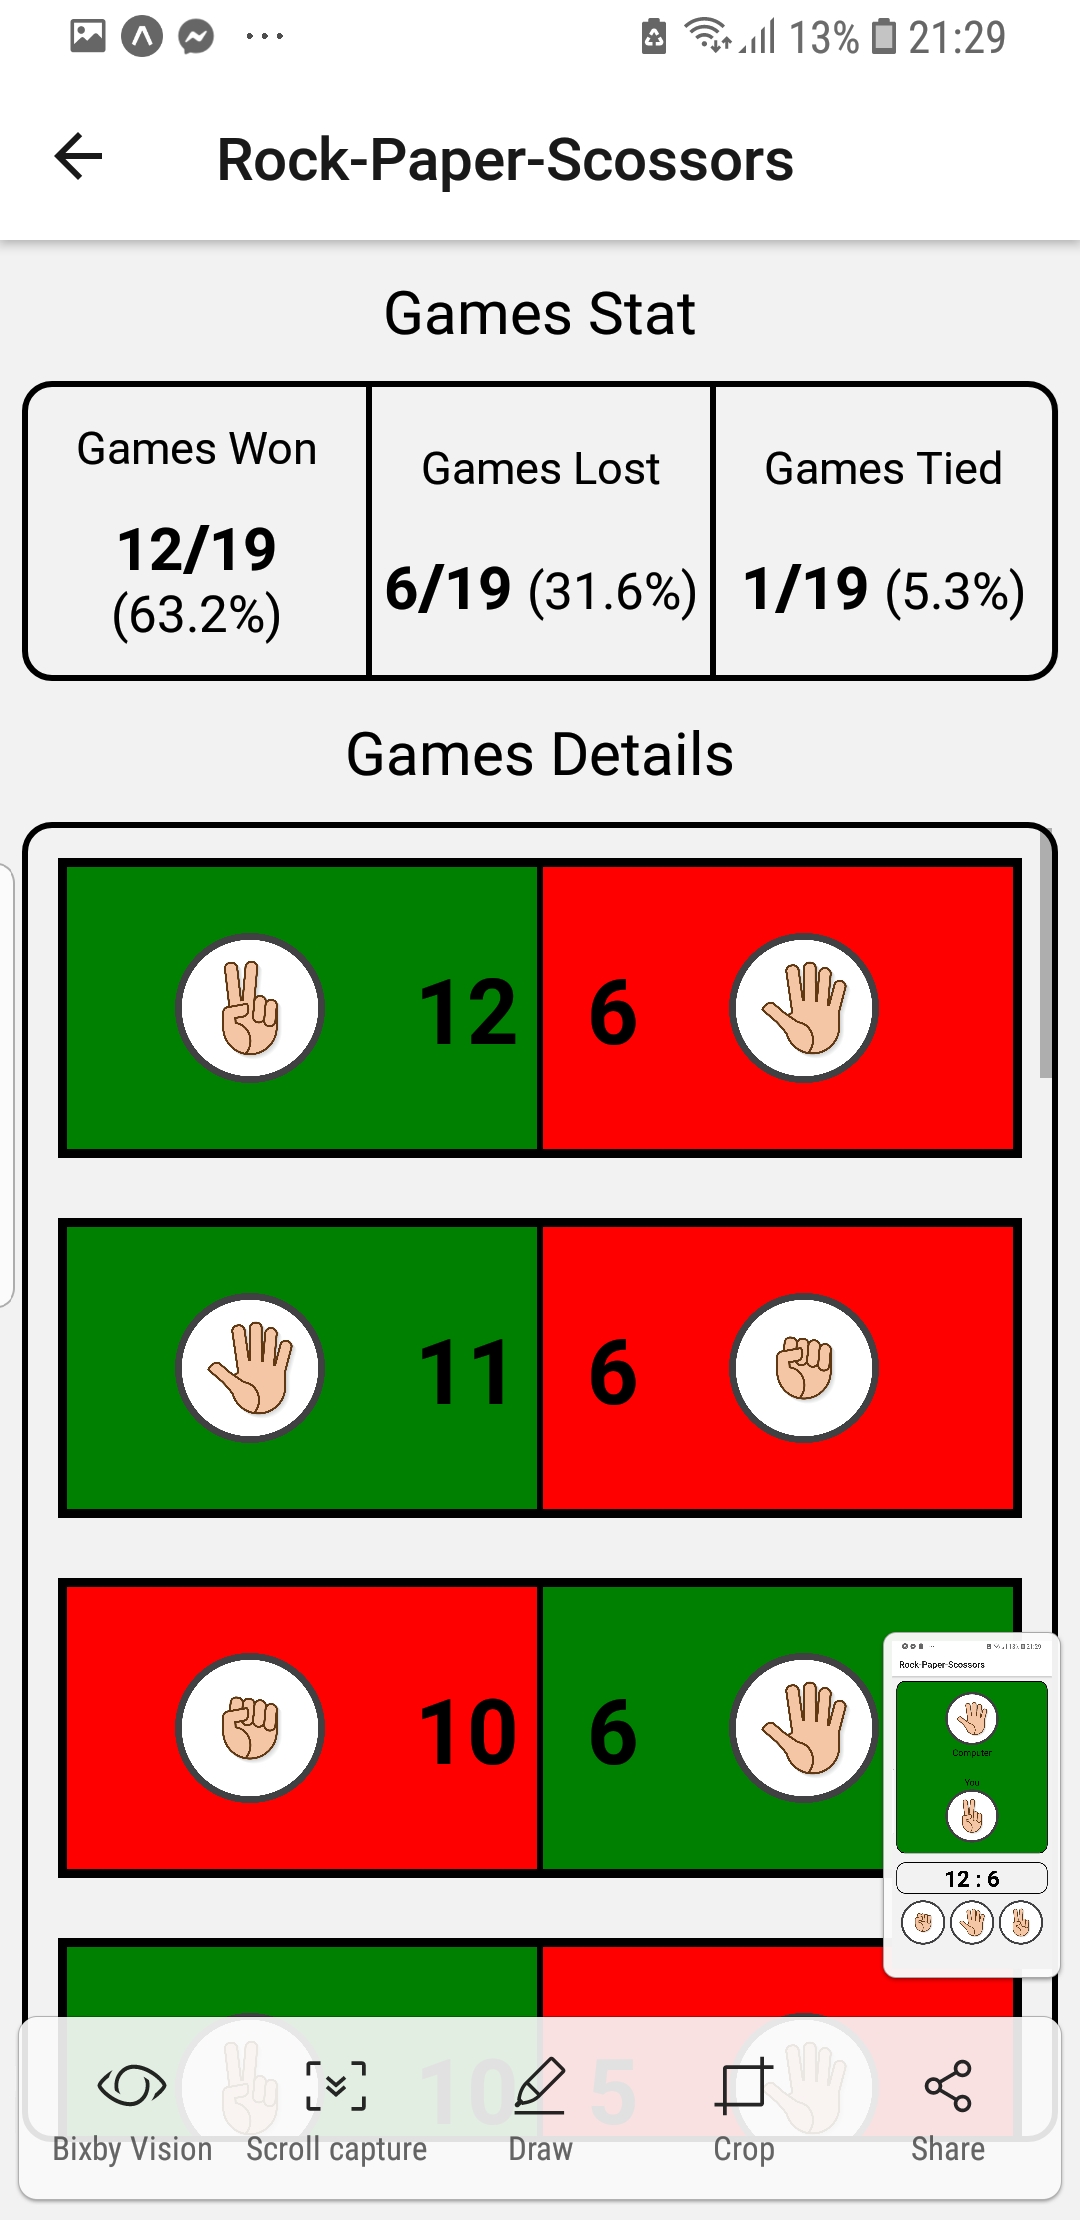 13% 21:29
Rock-Paper-Scossors
Games Stat
Games Won
Games Lost
Games Tied
12/19
(63.2%)
6/19 (31.6%)
1/19 (5.3%)
Games Details
12 6
11 6
10 6
Rock-Paper-Scossors
Computer
You
12 : 6
10 5
Bixby Vision
Scroll capture
Draw
Crop
Share